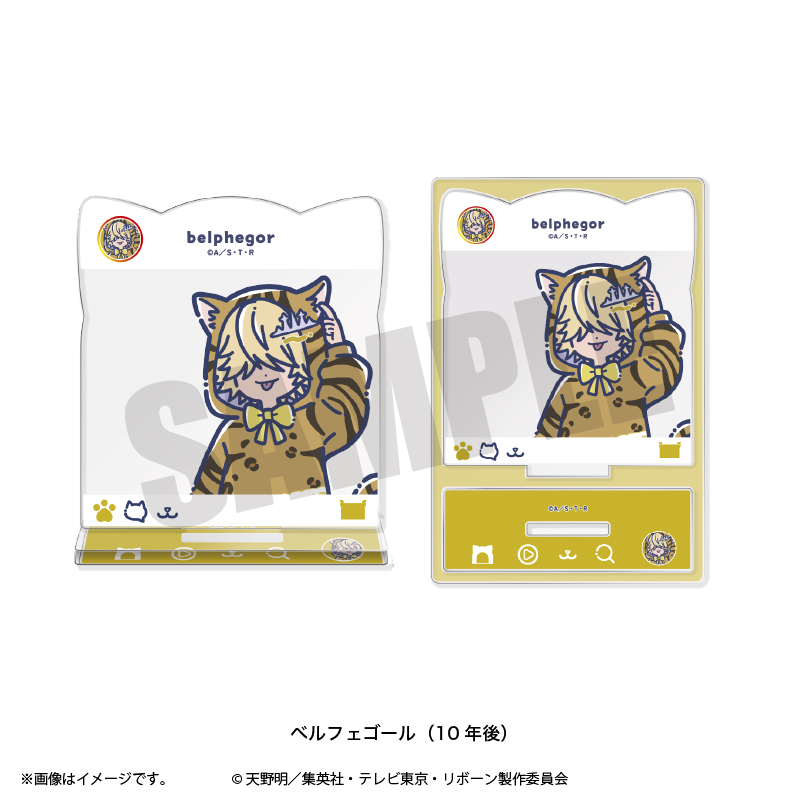 belphegor
©A/S・T・R
belphegor
©A/S・T・R
SAMPLE
©A/S・T・R
ベルフェゴール（10年後）
※画像はイメージです。
© 天野明／集英社・テレビ東京・リボーン製作委員会